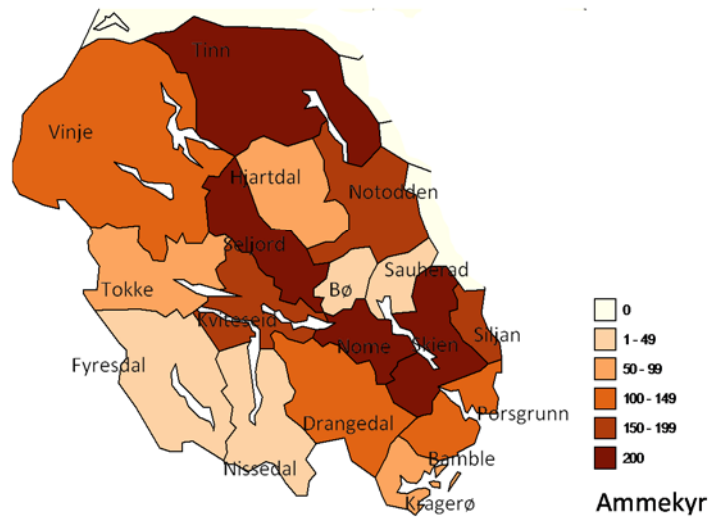 Tinn
Vinje
Hjartdal
Notodden
Seljord
Sauherad
Tokke
Bø
Kviteseid
Nome
Skien
Siljan
Fyresdal
Drangedal
Porsgrunn
Nissedal
Bamble
Kragerø
0
1 - 49
50 - 99
100 - 149
150 - 199
200
Ammekyr